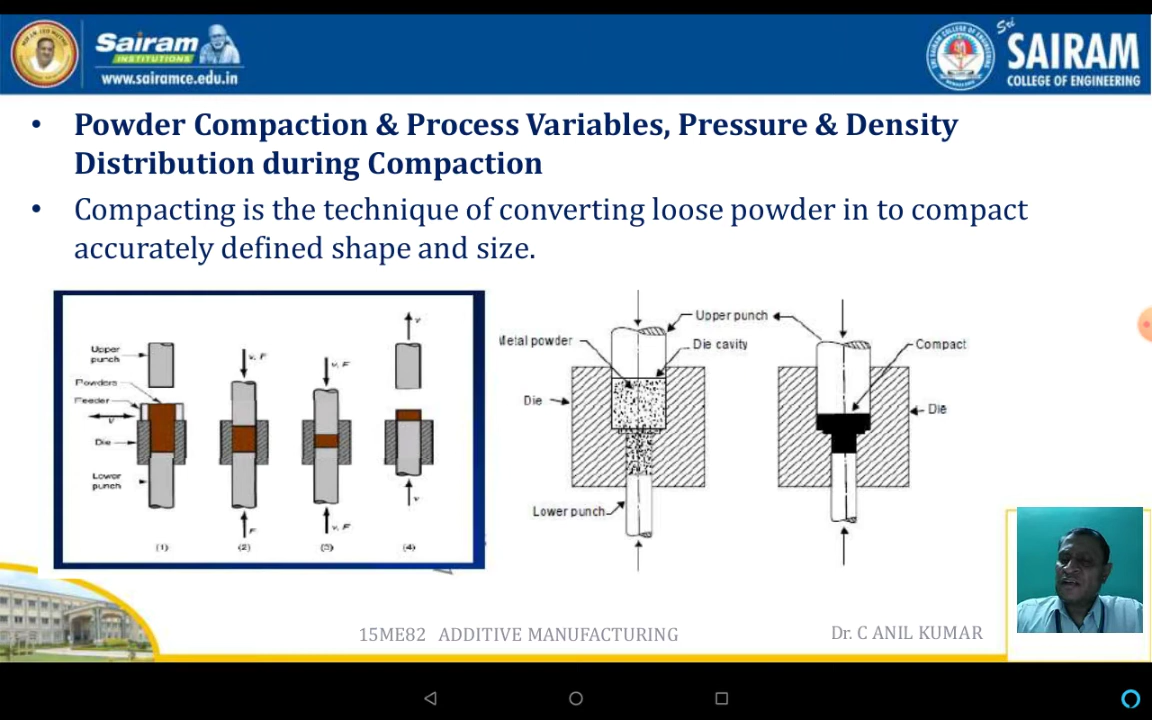 Sairam
INSTITUTIONS
www.sairamce.edu.in
Sri
SAIRAM
COLLEGE OF ENGINEERING
• Powder Compaction & Process Variables, Pressure & Density
Distribution during Compaction
• Compacting is the technique of converting loose powder in to compact
accurately defined shape and size.
Upper
punch
Powders
Feeder
v
Die
Lower
punch
v, F
F
v, F
v, F
v
v
(1)
(2)
(3)
(4)
Metal powder
Upper punch
Die cavity
Die
Lower punch
Compact
Die
15ME82 ADDITIVE MANUFACTURING
Dr. C ANIL KUMAR